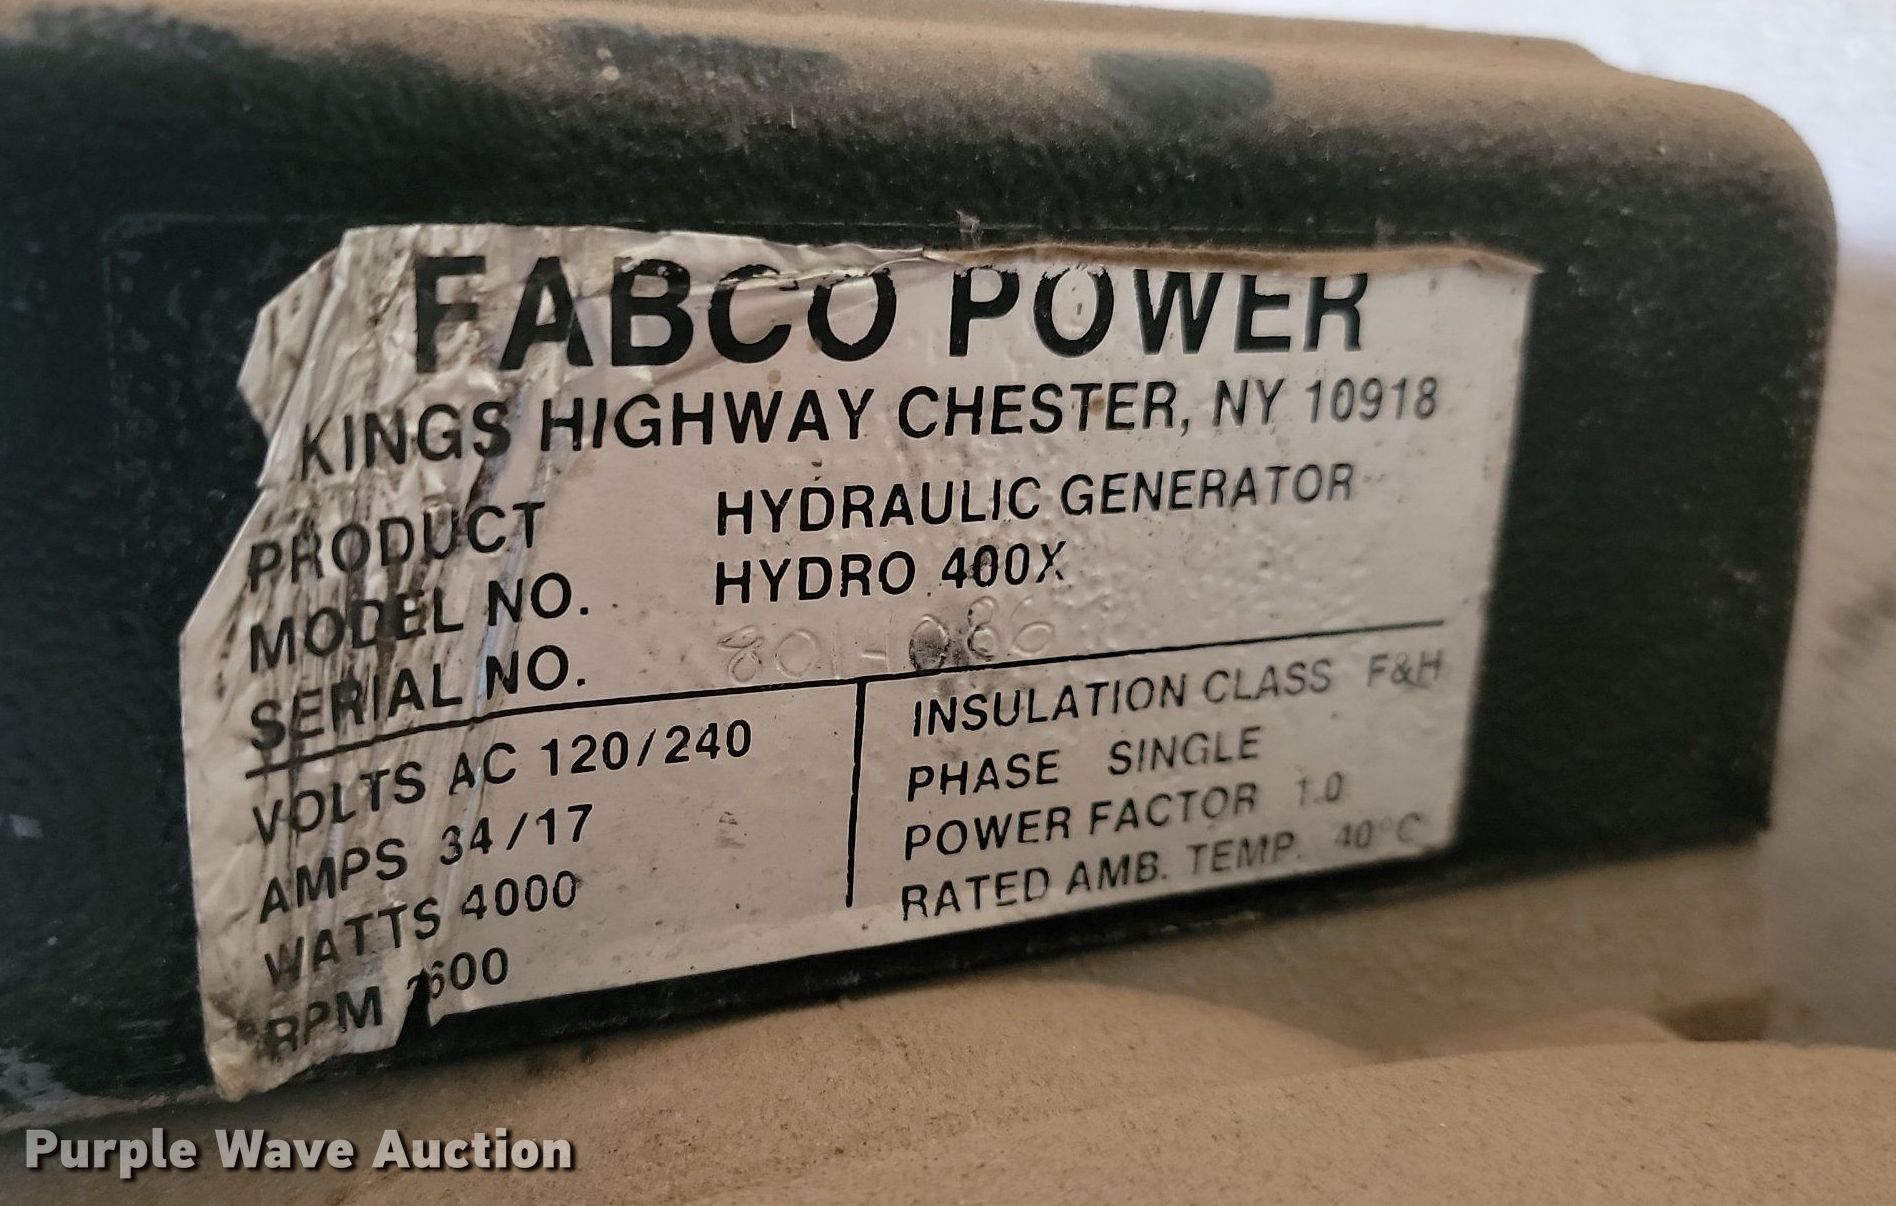 FABCO POWER
KINGS HIGHWAY CHESTER, NY 10918
PRODUCT HYDRAULIC GENERATOR
MODEL NO. HYDRO 400X
SERIAL NO. 801-1086
VOLTS AC 120/240
AMPS 34/17
WATTS 4000
RPM
INSULATION CLASS F&H
PHASE SINGLE
POWER FACTOR 1.0
RATED AMB. TEMP. 40°C
Purple Wave Auction